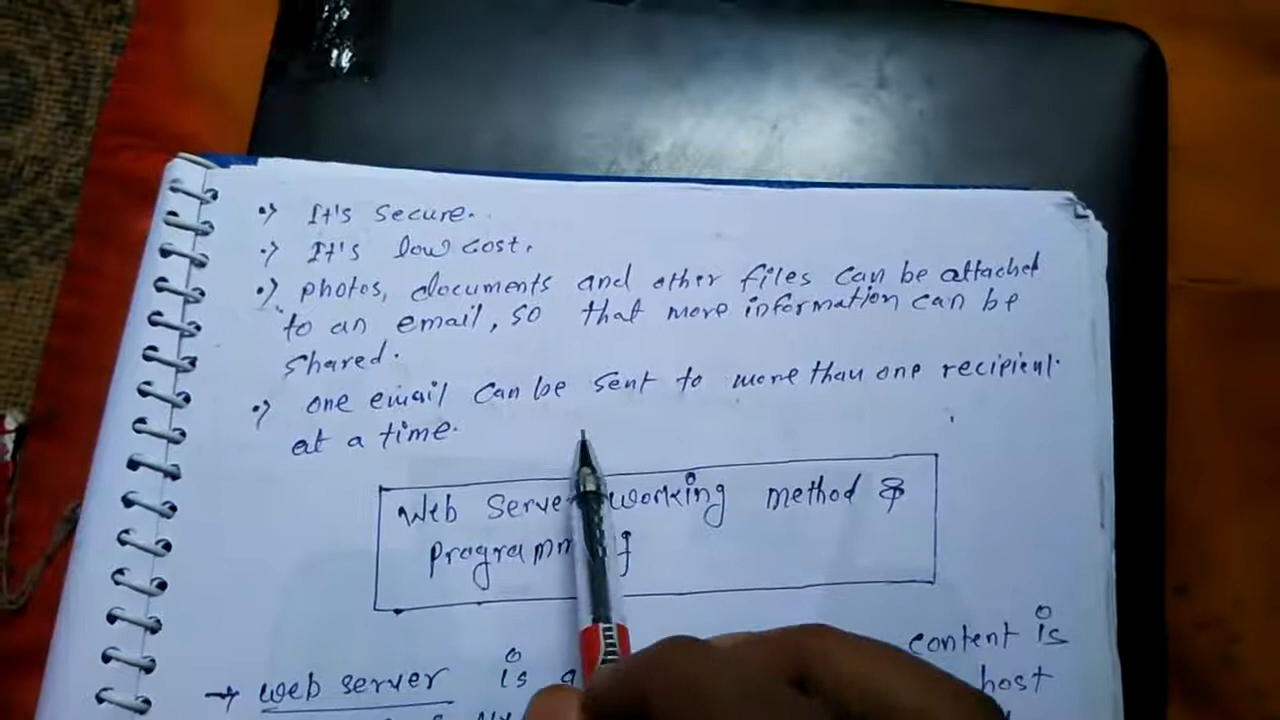 •> It's secure.
•> It's low cost.
•> photos, documents and other files can be attached
to an email, so that more information can be
shared.
•> one email can be sent to more than one recipient
at a time.
Web Server working method &
→ web server is a content is
host